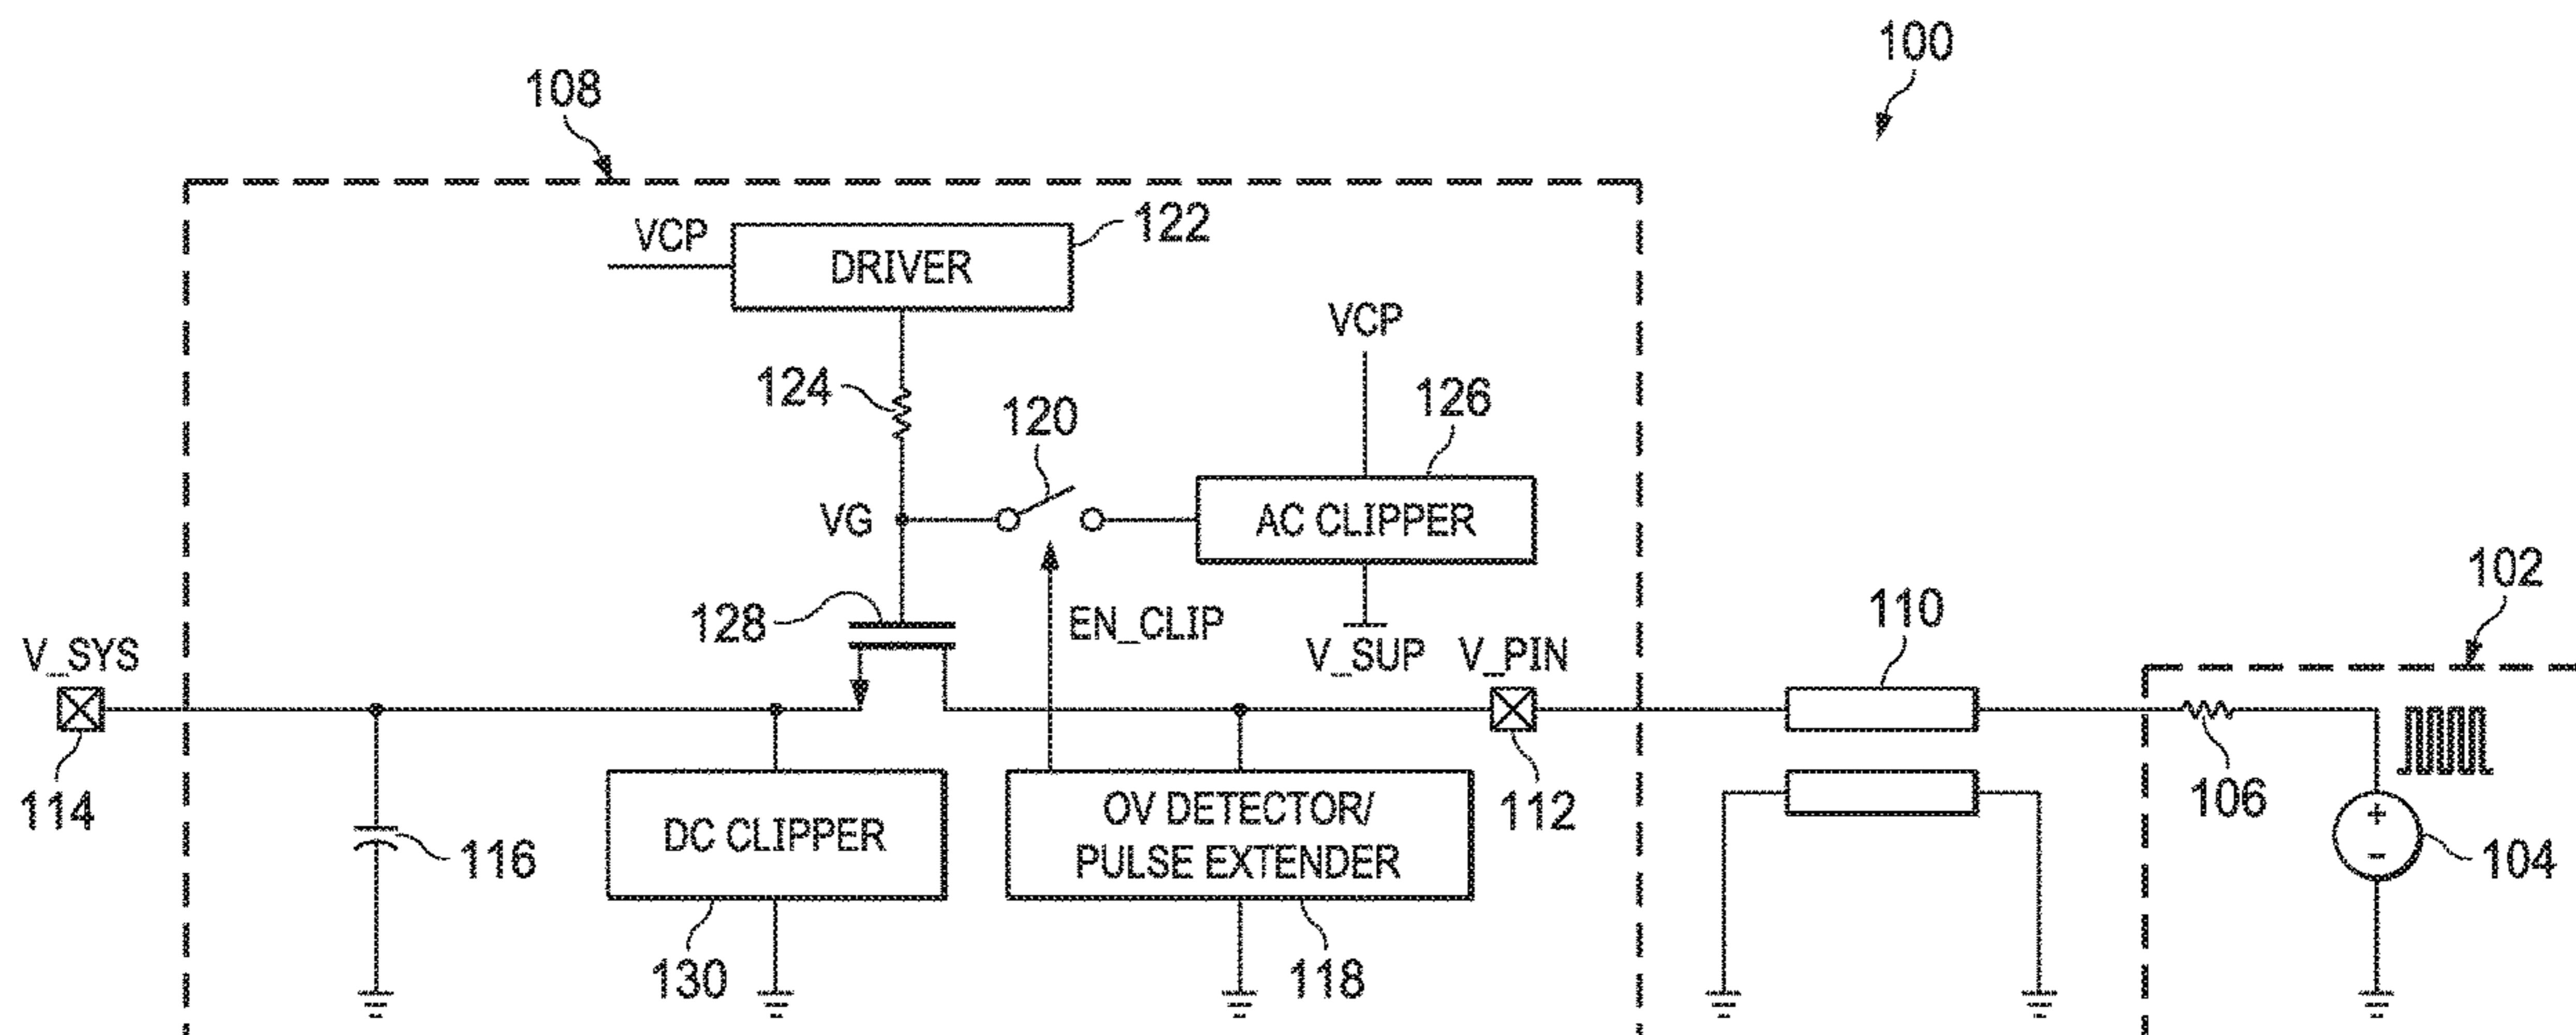 100
108
122
VCP
DRIVER
VCP
124
120
126
VG
AC CLIPPER
102
128
EN_CLIP
110
V_SYS
V_SUP
V_PIN
114
116
DC CLIPPER
OV DETECTOR/
PULSE EXTENDER
112
106
+
-
104
130
118